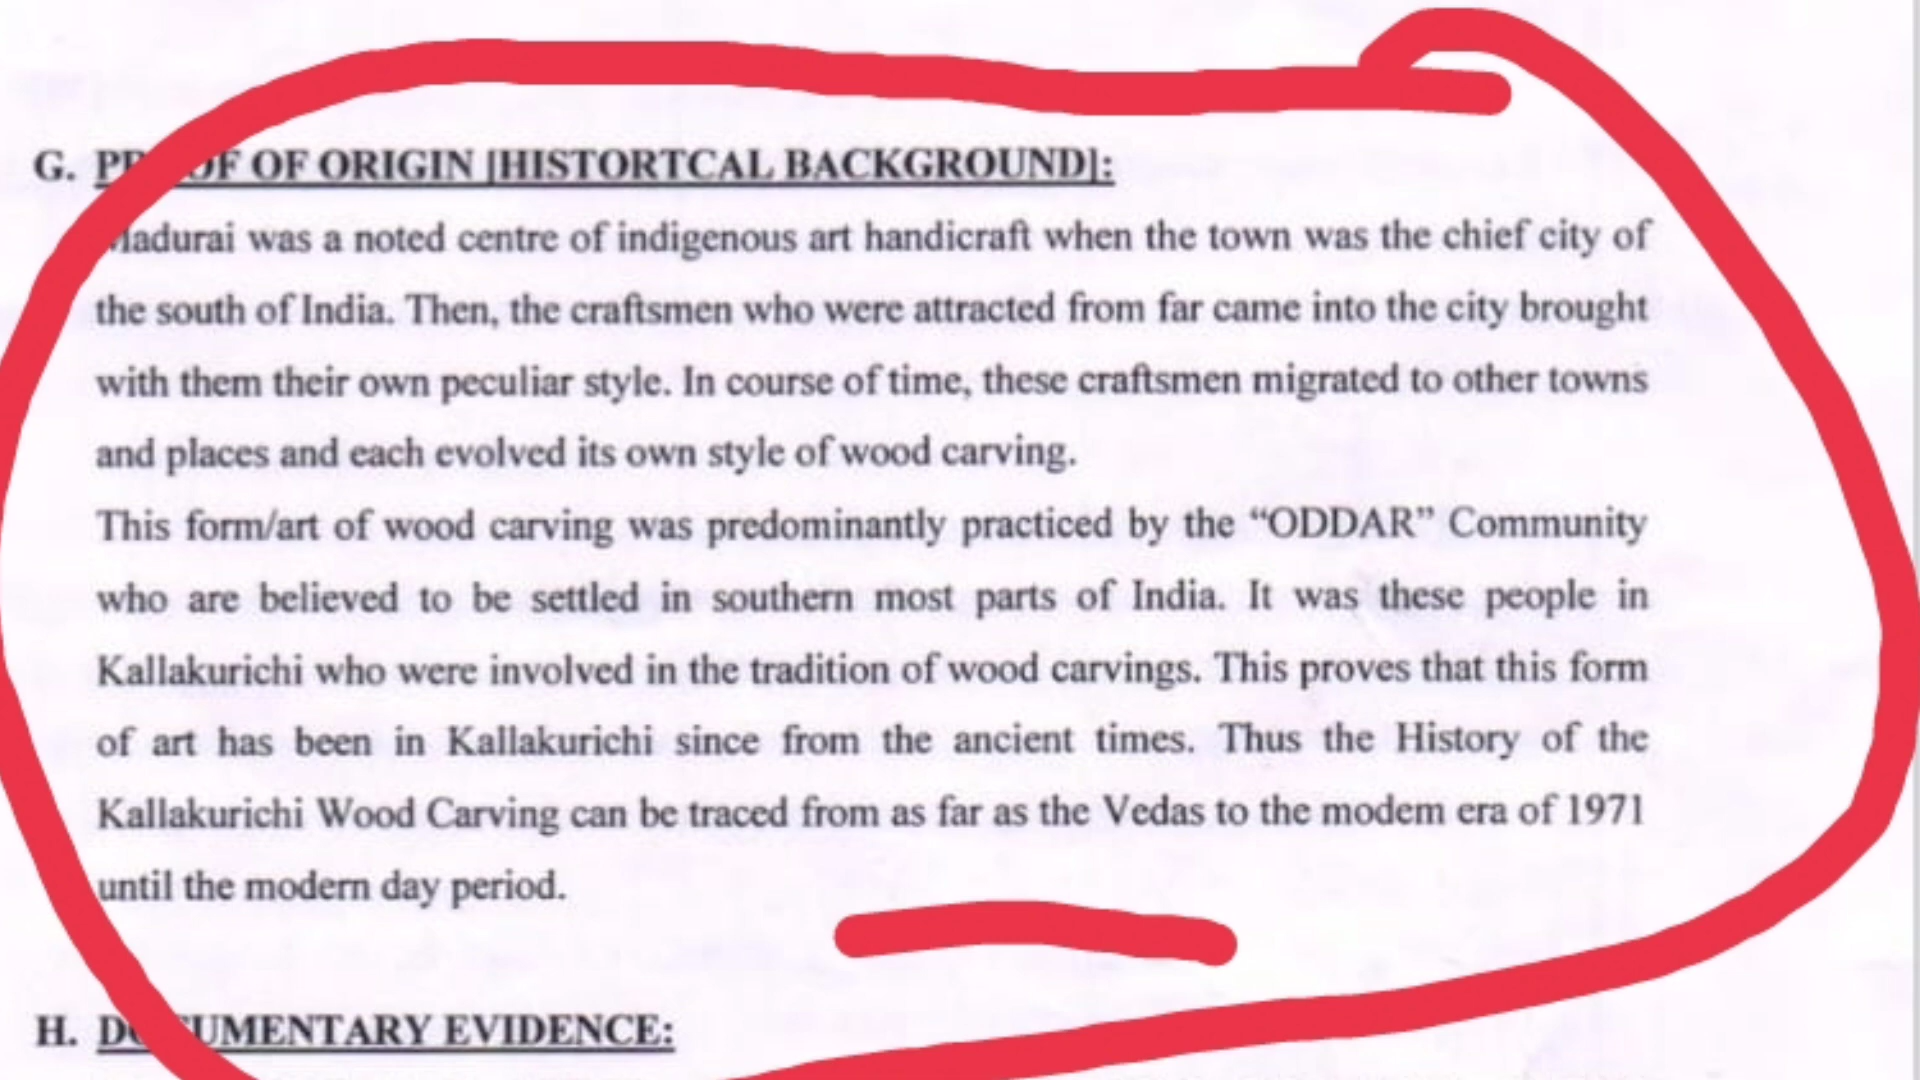 G. PROOF OF ORIGIN [HISTORTCAL BACKGROUND]:
Madurai was a noted centre of indigenous art handicraft when the town was the chief city of
the south of India. Then, the craftsmen who were attracted from far came into the city brought
with them their own peculiar style. In course of time, these craftsmen migrated to other towns
and places and each evolved its own style of wood carving.
This form/art of wood carving was predominantly practiced by the “ODDAR” Community
who are believed to be settled in southern most parts of India. It was these people in
Kallakurichi who were involved in the tradition of wood carvings. This proves that this form
of art has been in Kallakurichi since from the ancient times. Thus the History of the
Kallakurichi Wood Carving can be traced from as far as the Vedas to the modem era of 1971
until the modern day period.
H. DOCUMENTARY EVIDENCE: